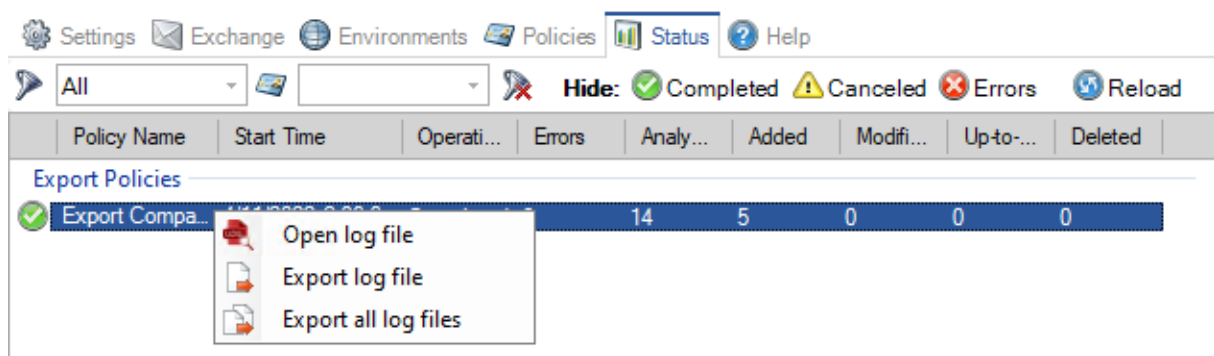 Settings Exchange Environments Policies Status Help
All Hide: Completed Canceled Errors Reload
Policy Name Start Time Operati... Errors Analy... Added Modifi... Up-to-... Deleted
Export Policies
Export Compa... 14 5 0 0 0
Open log file
Export log file
Export all log files